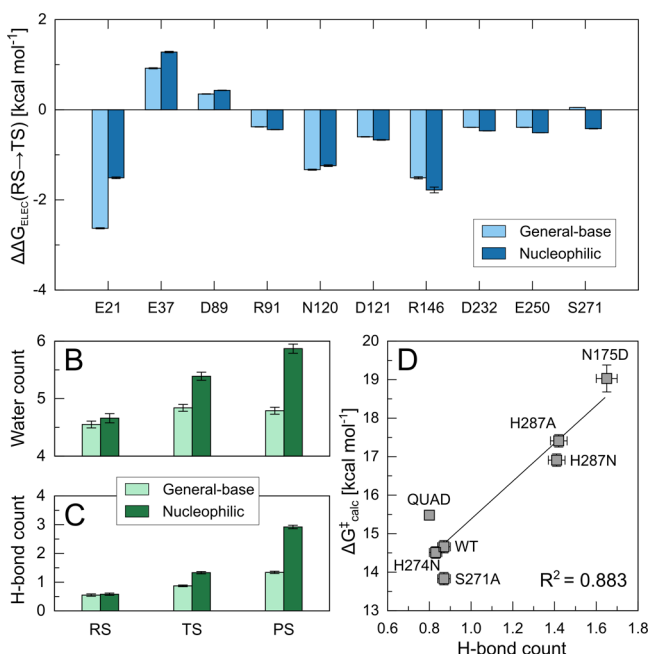 ΔΔG_ELEC(RS→TS) [kcal mol⁻¹]
2
0
-2
-4
General-base
Nucleophilic
E21 E37 D89 R91 N120 D121 R146 D232 E250 S271
B
Water count
6
5
4
C
General-base
Nucleophilic
H-bond count
4
3
2
1
0
RS TS PS
D
ΔG‡calc [kcal mol⁻¹]
20
19
18
17
16
15
14
13
N175D
H287A
H287N
QUAD
WT
H274N
S271A
R² = 0.883
0.6 0.8 1.0 1.2 1.4 1.6 1.8
H-bond count